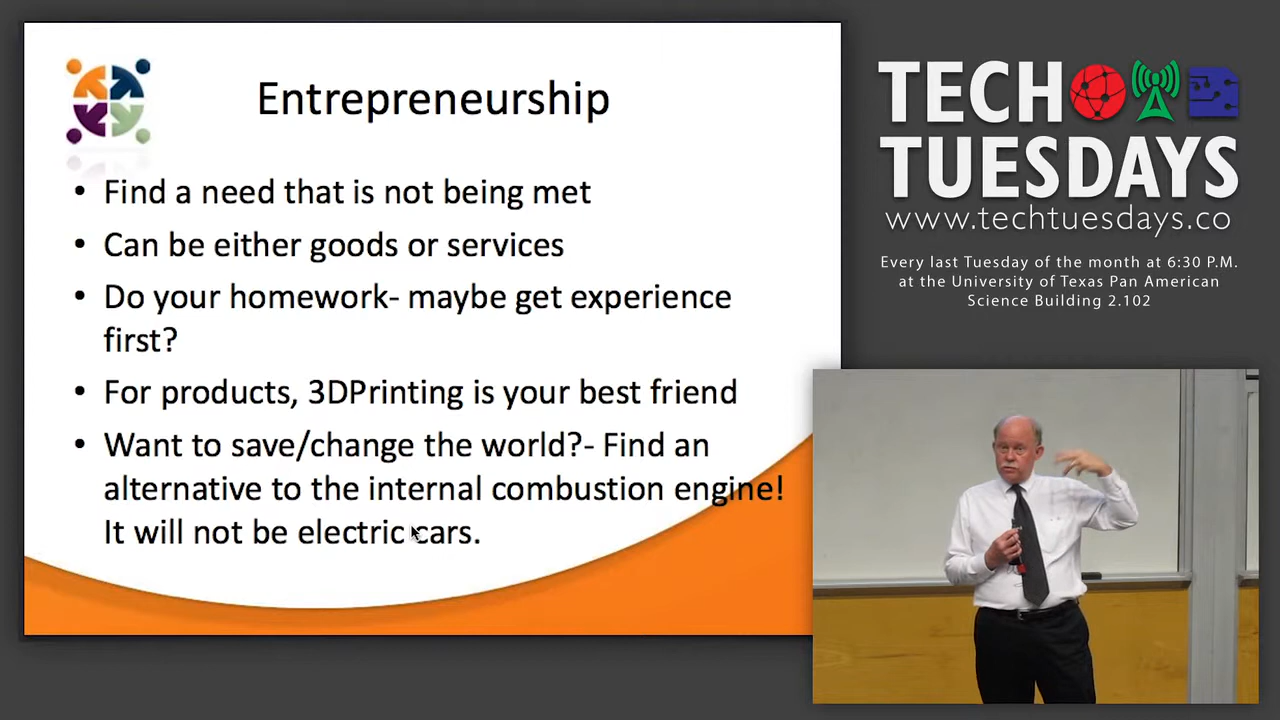 Entrepreneurship
• Find a need that is not being met
• Can be either goods or services
• Do your homework- maybe get experience
first?
• For products, 3DPrinting is your best friend
• Want to save/change the world?- Find an
alternative to the internal combustion engine!
It will not be electric cars.
TECH
TUESDAYS
www.techtuesdays.co
Every last Tuesday of the month at 6:30 P.M.
at the University of Texas Pan American
Science Building 2.102